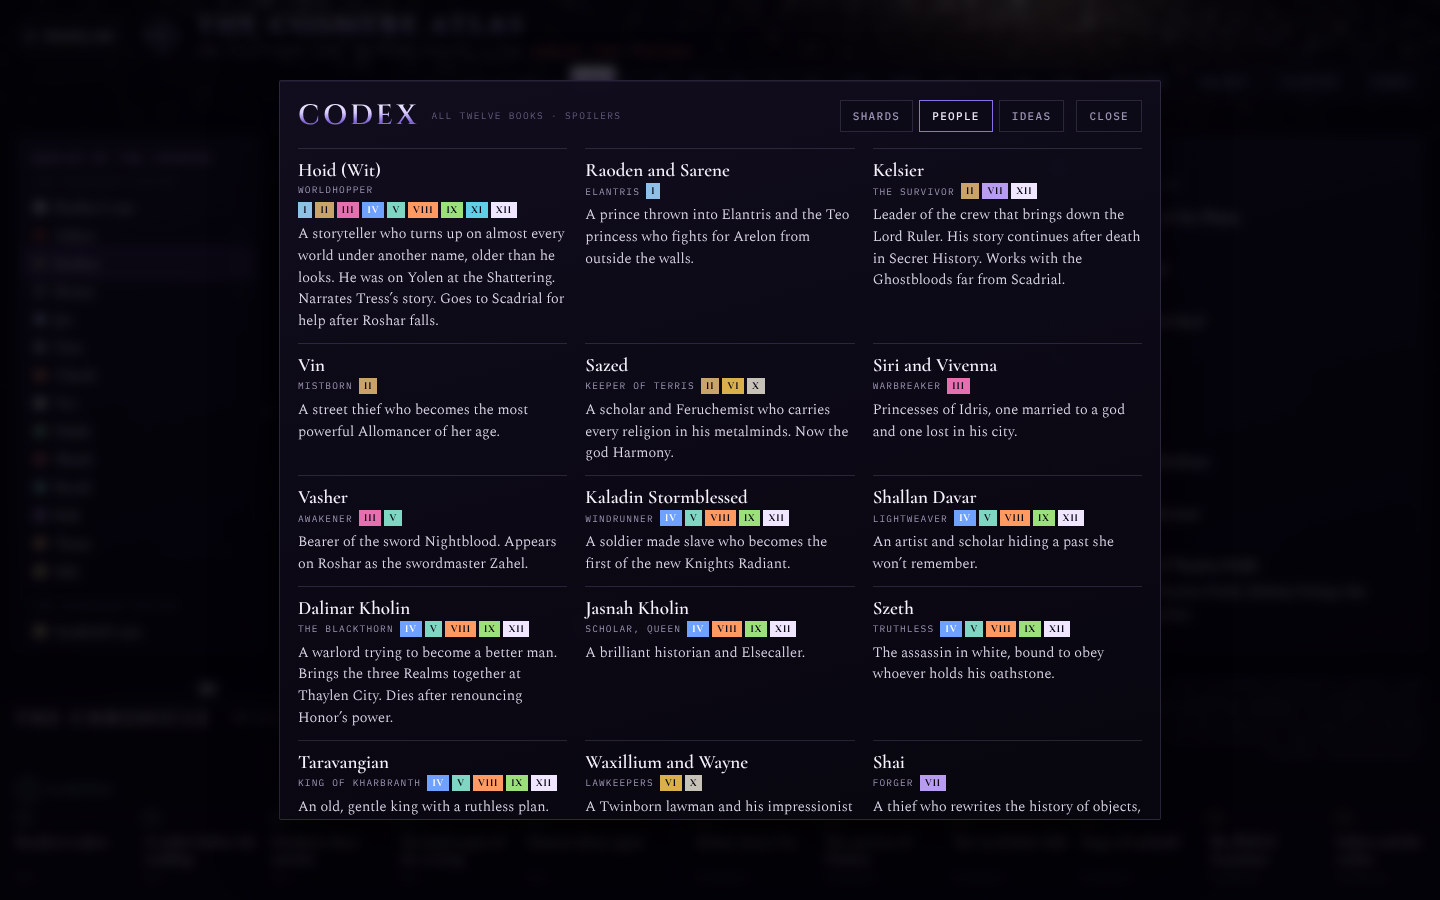 CODEX ALL TWELVE BOOKS · SPOILERS SHARDS PEOPLE IDEAS CLOSE
Hoid (Wit)
WORLDHOPPER
I II III IV V VIII IX XI XII
A storyteller who turns up on almost every
world under another name, older than he
looks. He was on Yolen at the Shattering.
Narrates Tress’s story. Goes to Scadrial for
help after Roshar falls.
Raoden and Sarene
ELANTRIS I
A prince thrown into Elantris and the Teo
princess who fights for Arelon from
outside the walls.
Kelsier
THE SURVIVOR II VII XII
Leader of the crew that brings down the
Lord Ruler. His story continues after death
in Secret History. Works with the
Ghostbloods far from Scadrial.
Vin
MISTBORN II
A street thief who becomes the most
powerful Allomancer of her age.
Sazed
KEEPER OF TERRIS II VI X
A scholar and Feruchemist who carries
every religion in his metalminds. Now the
god Harmony.
Siri and Vivenna
WARBREAKER III
Princesses of Idris, one married to a god
and one lost in his city.
Vasher
AWAKENER III V
Bearer of the sword Nightblood. Appears
on Roshar as the swordmaster Zahel.
Kaladin Stormblessed
WINDRUNNER IV V VIII IX XII
A soldier made slave who becomes the
first of the new Knights Radiant.
Shallan Davar
LIGHTWEAVER IV V VIII IX XII
An artist and scholar hiding a past she
won’t remember.
Dalinar Kholin
THE BLACKTHORN IV V VIII IX XII
A warlord trying to become a better man.
Brings the three Realms together at
Thaylen City. Dies after renouncing
Honor’s power.
Jasnah Kholin
SCHOLAR, QUEEN IV VIII IX XII
A brilliant historian and Elsecaller.
Szeth
TRUTHLESS IV V VIII IX XII
The assassin in white, bound to obey
whoever holds his oathstone.
Taravangian
KING OF KHARBRANTH IV V VIII IX XII
An old, gentle king with a ruthless plan.
Waxillium and Wayne
LAWKEEPERS VI X
A Twinborn lawman and his impressionist
Shai
FORGER VII
A thief who rewrites the history of objects,